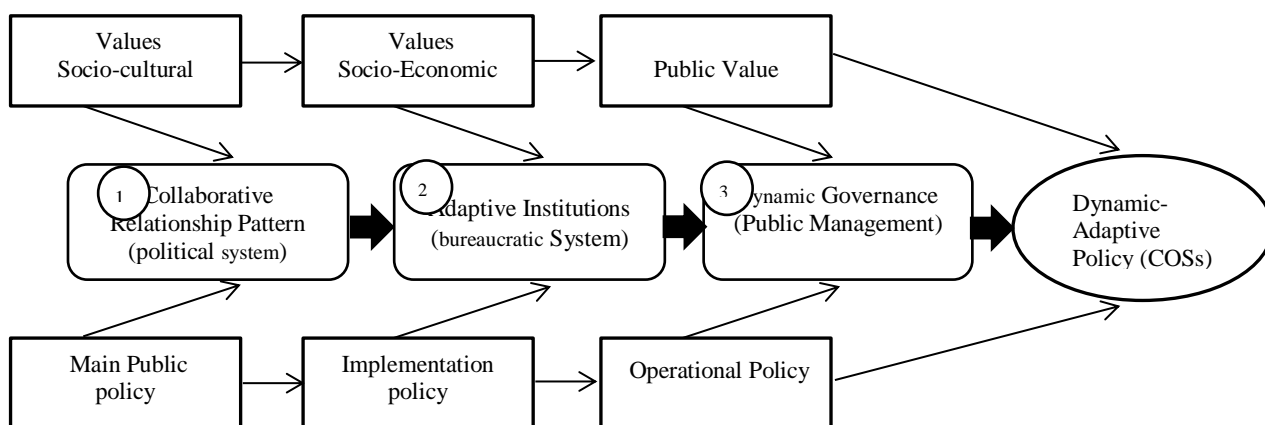 Values
Socio-cultural
Values
Socio-Economic
Public Value
1
Collaborative
Relationship Pattern
(political system)
2
Adaptive Institutions
(bureaucratic System)
3
Dynamic Governance
(Public Management)
Dynamic-
Adaptive
Policy (COSs)
Main Public
policy
Implementation
policy
Operational Policy